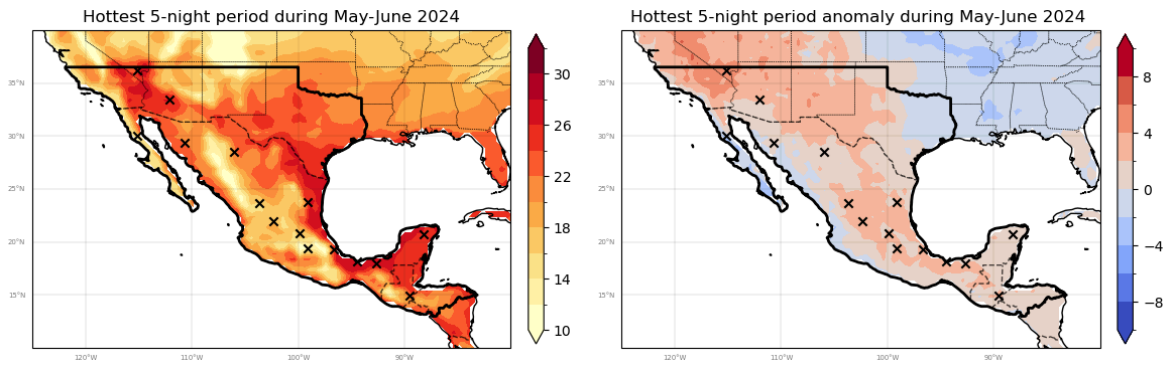 Hottest 5-night period during May-June 2024
35°N
30°N
25°N
20°N
15°N
120°W
110°W
100°W
90°W
30
26
22
18
14
10
Hottest 5-night period anomaly during May-June 2024
35°N
30°N
25°N
20°N
15°N
120°W
110°W
100°W
90°W
8
4
0
−4
−8